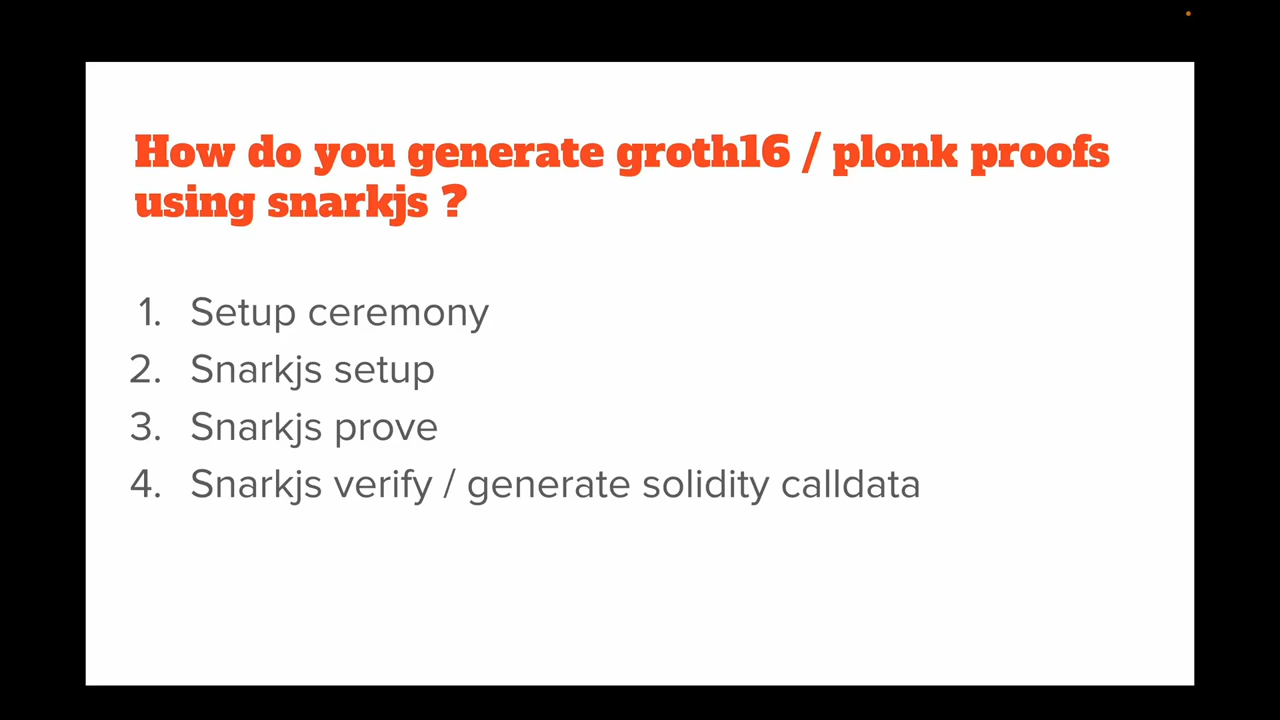 How do you generate groth16 / plonk proofs
using snarkjs ?
1. Setup ceremony
2. Snarkjs setup
3. Snarkjs prove
4. Snarkjs verify / generate solidity calldata